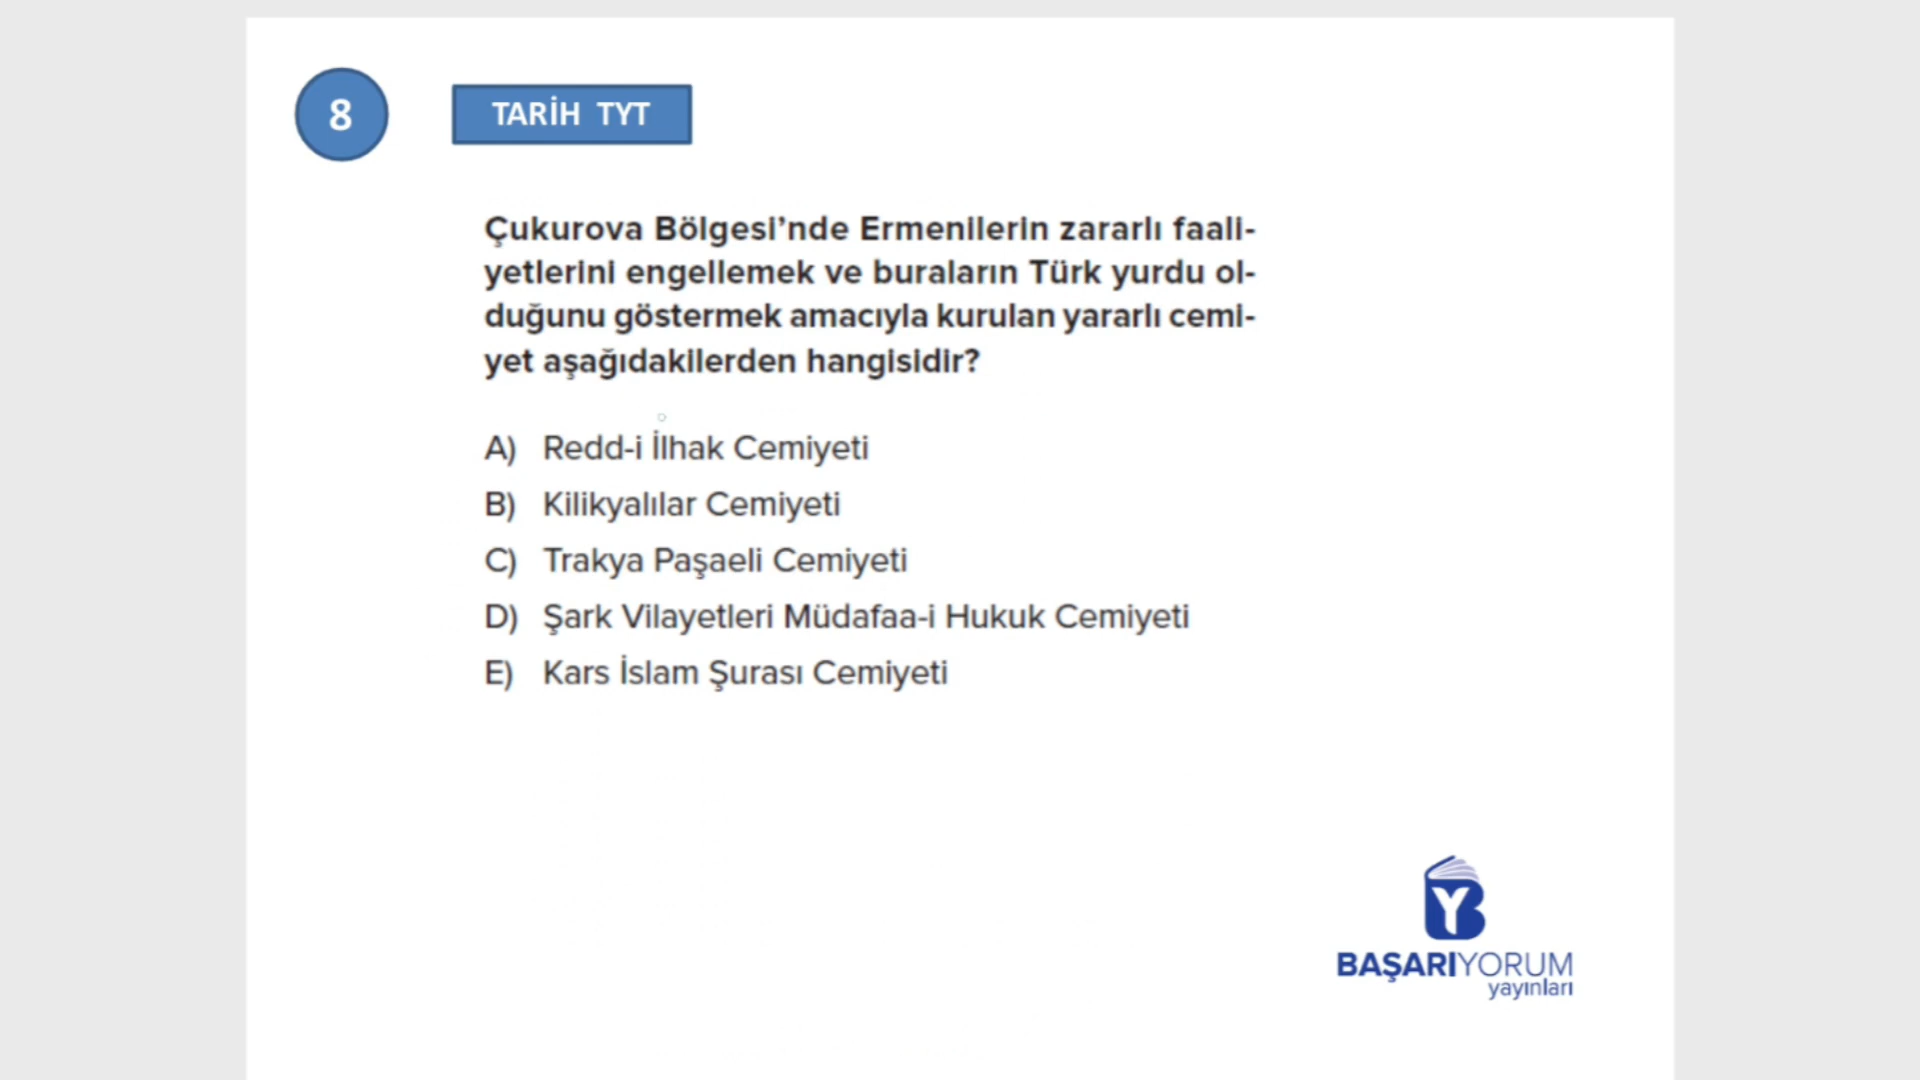 8
TARİH TYT
Çukurova Bölgesi'nde Ermenilerin zararlı faali-
yetlerini engellemek ve buraların Türk yurdu ol-
duğunu göstermek amacıyla kurulan yararlı cemi-
yet aşağıdakilerden hangisidir?
A) Redd-i İlhak Cemiyeti
B) Kilikyalılar Cemiyeti
C) Trakya Paşaeli Cemiyeti
D) Şark Vilayetleri Müdafaa-i Hukuk Cemiyeti
E) Kars İslam Şurası Cemiyeti
BAŞARIYORUM
yayınları